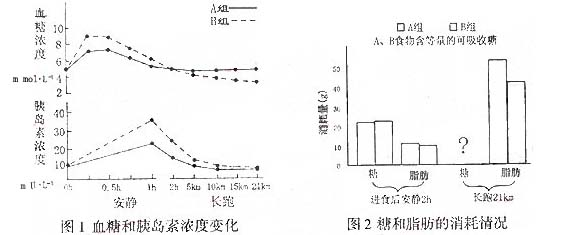 A组
B组
血糖浓度
10
8
6
4
2
m mol·L⁻¹
胰岛素浓度
40
30
20
10
m U·L⁻¹
0h 0.5h 1h 2h 5km 10km 15km 21km
安静 长跑
图1 血糖和胰岛素浓度变化
A组 B组
A、B食物含等量的可吸收糖
消耗量(g)
50
40
30
20
10
0
?
糖 脂肪 糖 脂肪
进食后安静2h 长跑21km
图2 糖和脂肪的消耗情况